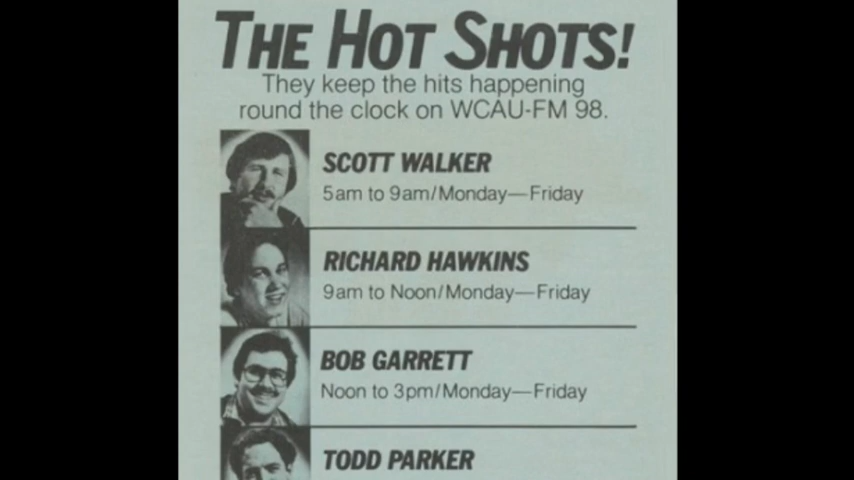 THE HOT SHOTS!
They keep the hits happening
round the clock on WCAU-FM 98.
SCOTT WALKER
5am to 9am/Monday—Friday
RICHARD HAWKINS
9am to Noon/Monday—Friday
BOB GARRETT
Noon to 3pm/Monday—Friday
TODD PARKER